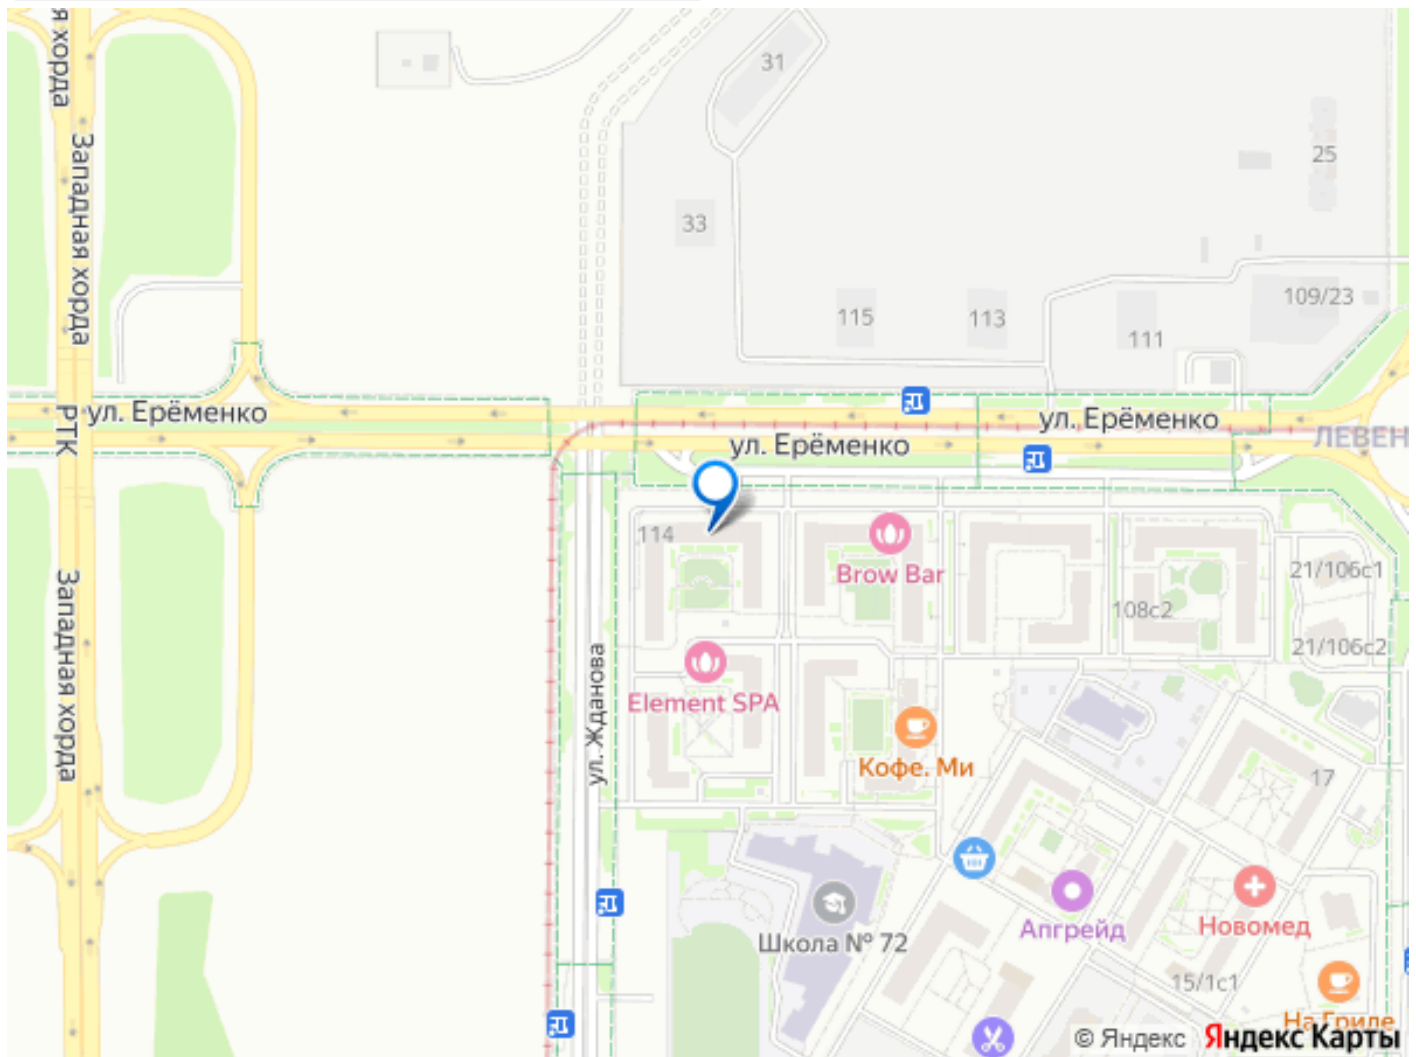 я хорда
Западная хорда
31
25
33
109/23
115
113
111
ул. Ерёменко
РТК
ул. Ерёменко
ул. Ерёменко
ЛЕВЕН
114
Brow Bar
21/106с1
108с2
21/106с2
Западная хорда
ул. Жданова
Element SPA
Кофе. Ми
17
Школа № 72
Апгрейд
Новомед
15/1с1
На Гриле
© Яндекс Яндекс Карты